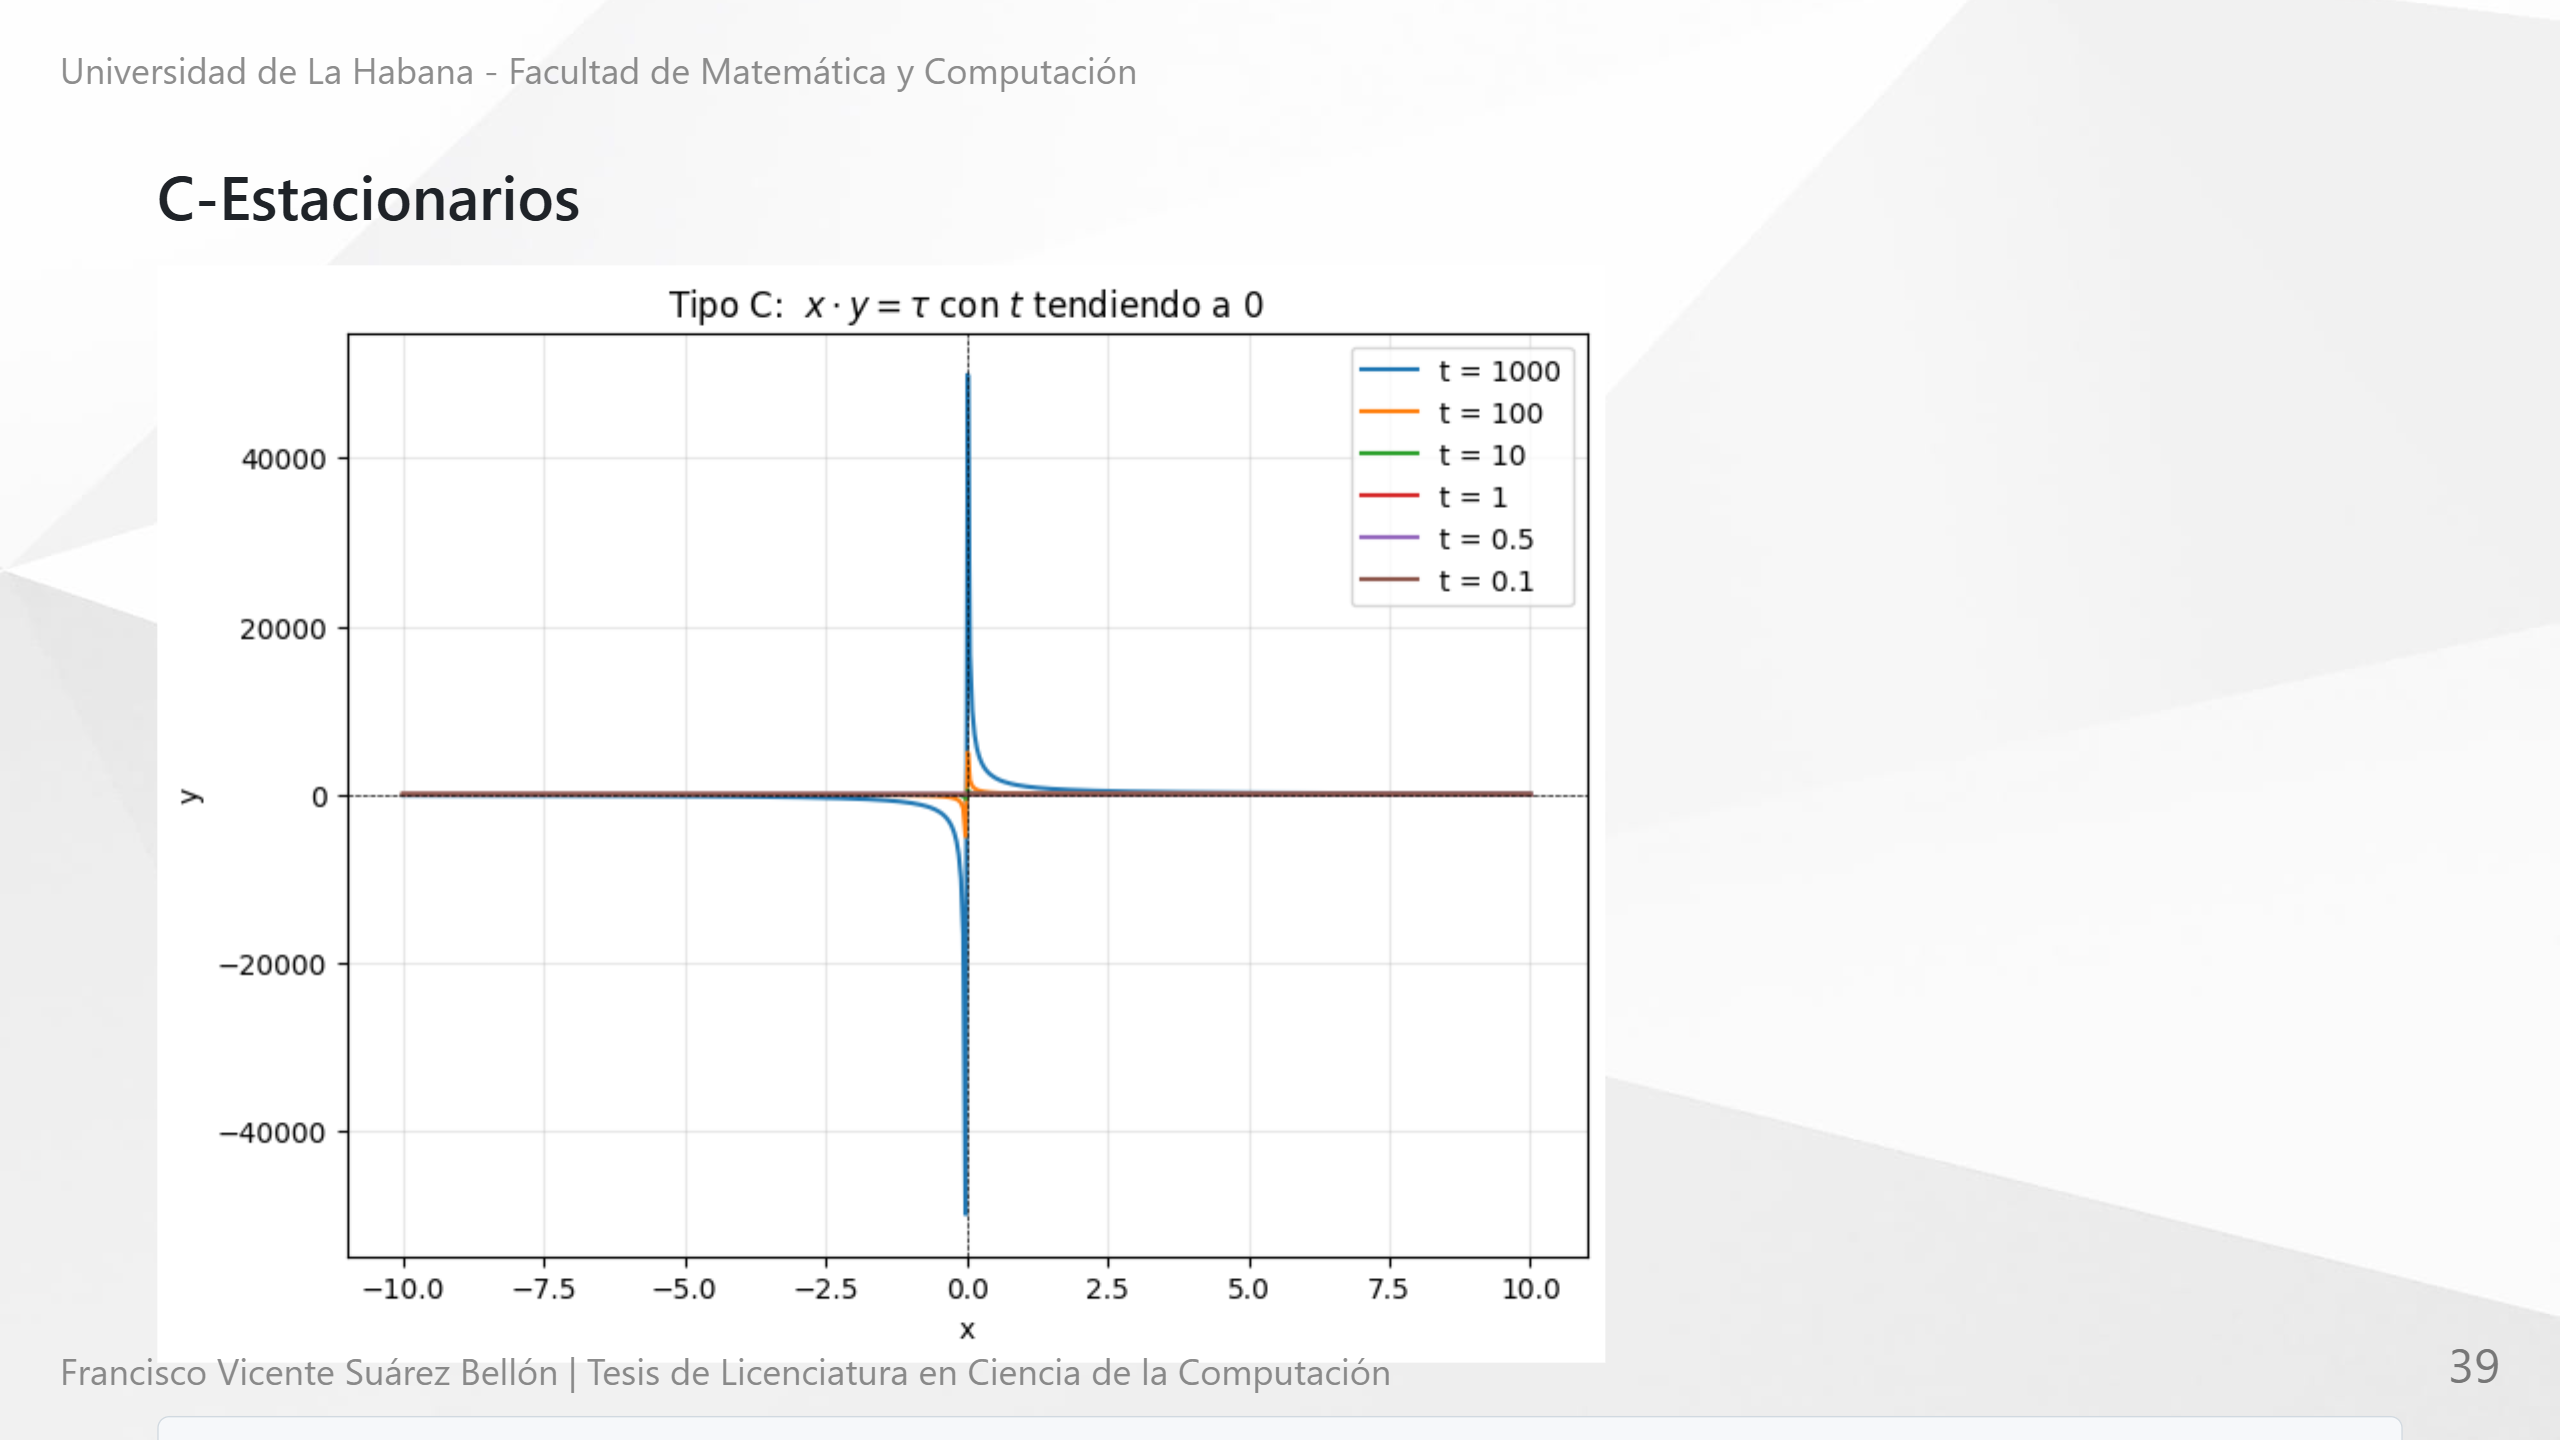 Universidad de La Habana - Facultad de Matemática y Computación
C-Estacionarios
Tipo C: x · y = τ con t tendiendo a 0
t = 1000
t = 100
t = 10
t = 1
t = 0.5
t = 0.1
40000
20000
0
−20000
−40000
y
−10.0 −7.5 −5.0 −2.5 0.0 2.5 5.0 7.5 10.0
x
Francisco Vicente Suárez Bellón | Tesis de Licenciatura en Ciencia de la Computación
39